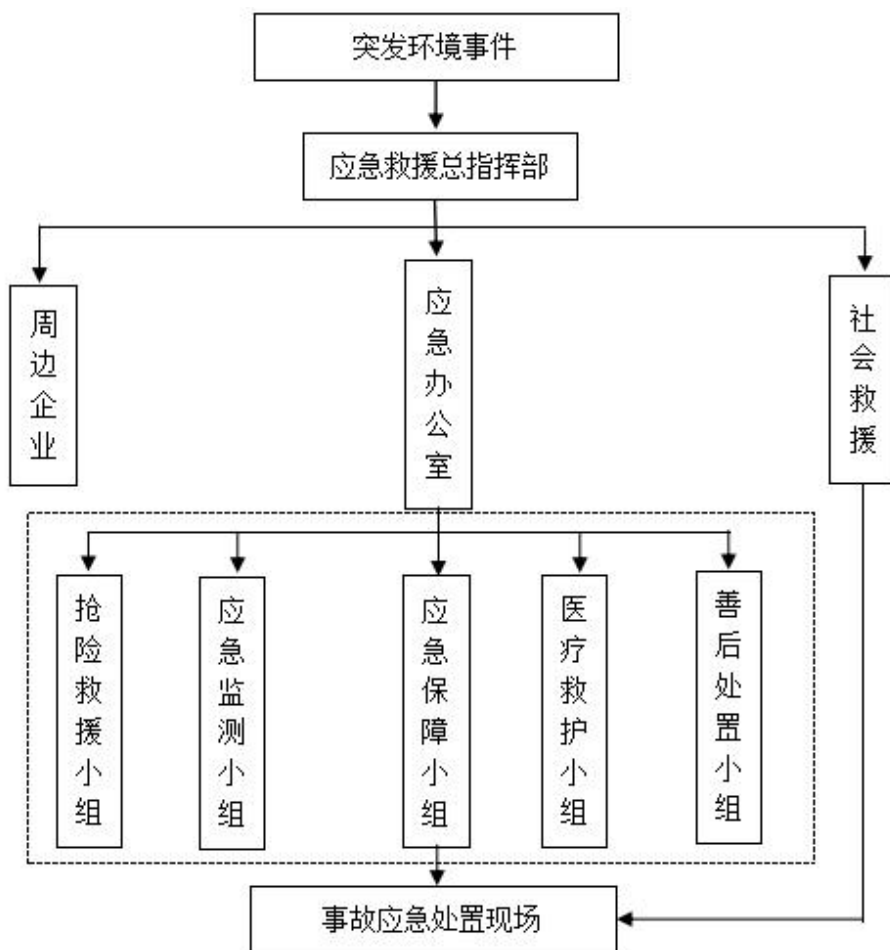 突发环境事件
应急救援总指挥部
周边企业
应急办公室
社会救援
抢险救援小组
应急监测小组
应急保障小组
医疗救护小组
善后处置小组
事故应急处置现场